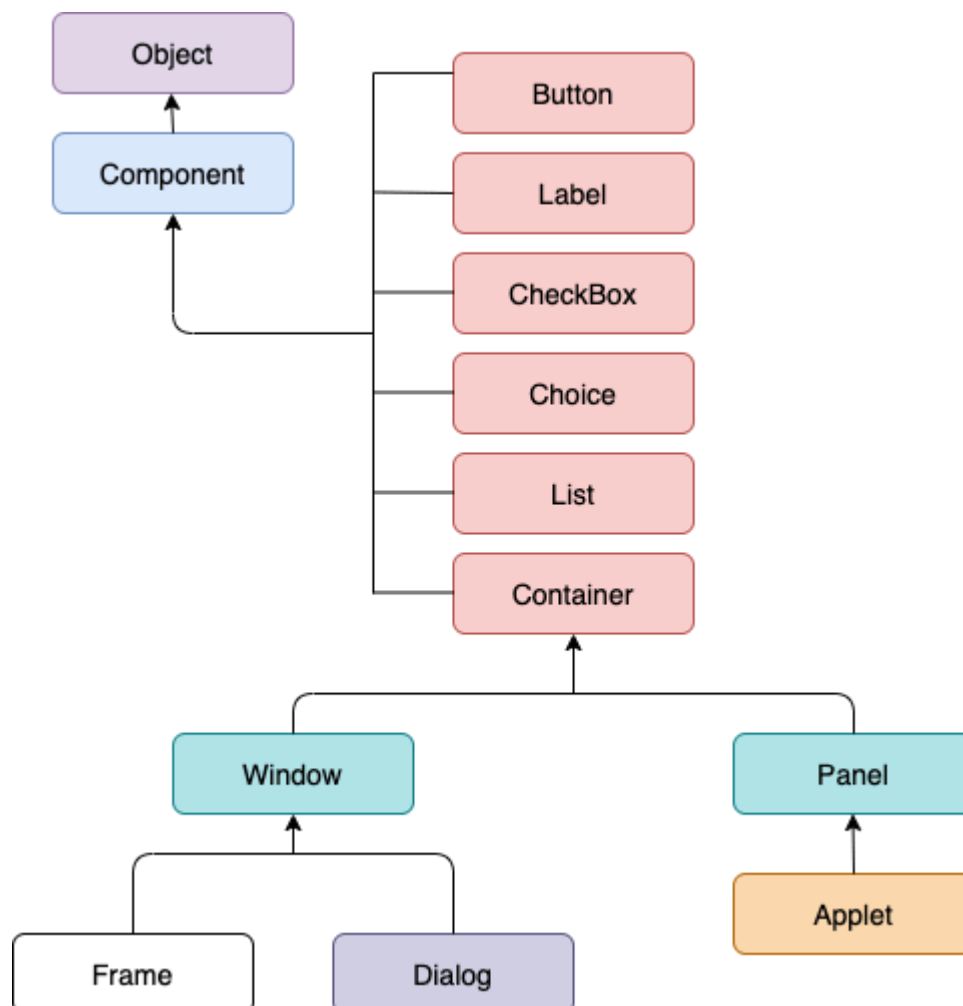 Object
Component
Button
Label
CheckBox
Choice
List
Container
Window
Panel
Applet
Frame
Dialog